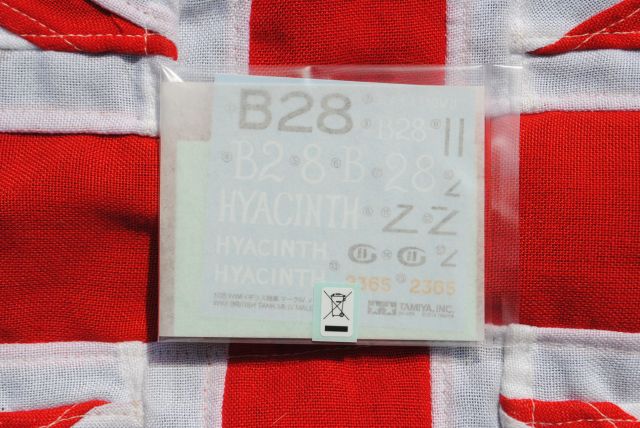 B28
B28
B2 8 B 28
Z
HYACINTH Z Z
HYACINTH Z
HYACINTH 2365 2365
TAMIYA, INC.